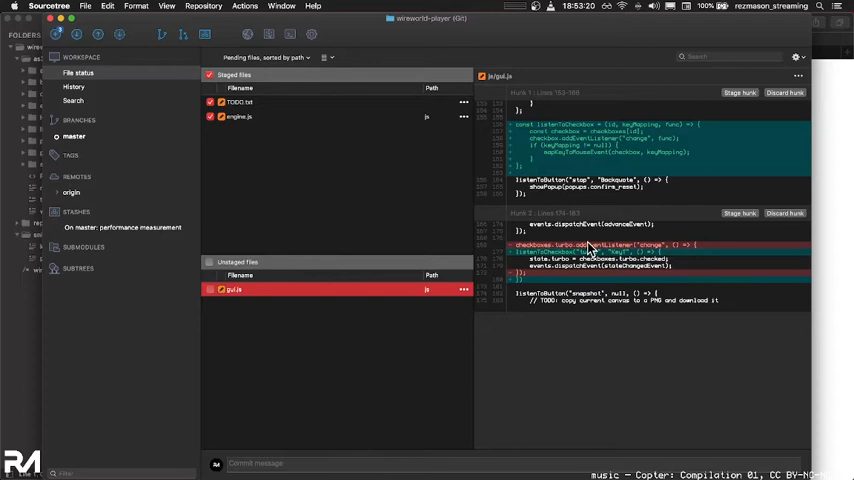 Sourcetree File Edit View Repository Actions Window Help 18:53:20 100% rezmason_streaming
wireworld-player (Git)
3
FOLDERS
WORKSPACE
File status
History
Search
BRANCHES
master
TAGS
REMOTES
origin
STASHES
On master: performance measurement
SUBMODULES
SUBTREES
Filter
Pending files, sorted by path
Search
Staged files
Filename Path
TODO.txt
engine.js js
Unstaged files
Filename Path
gui.js js
js/gui.js
Hunk 1 : Lines 153-168 Stage hunk Discard hunk
}
};
const listenToCheckbox = (id, keyMapping, func) => {
const checkbox = checkboxes[id];
checkbox.addEventListener("change", func);
if (keyMapping != null) {
mapKeyToMouseEvent(checkbox, keyMapping);
}
};
listenToButton("stop", "Backquote", () => {
showPopup(popups.confirm_reset);
});
Hunk 2 : Lines 174-183 Stage hunk Discard hunk
events.dispatchEvent(advanceEvent);
});
state.turbo = checkboxes.turbo.checked;
events.dispatchEvent(stateChangedEvent);
});
})
listenToButton("snapshot", null, () => {
// TODO: copy current canvas to a PNG and download it
RM
Commit message
music - Copter: Compilation 01, CC BY-NC-N